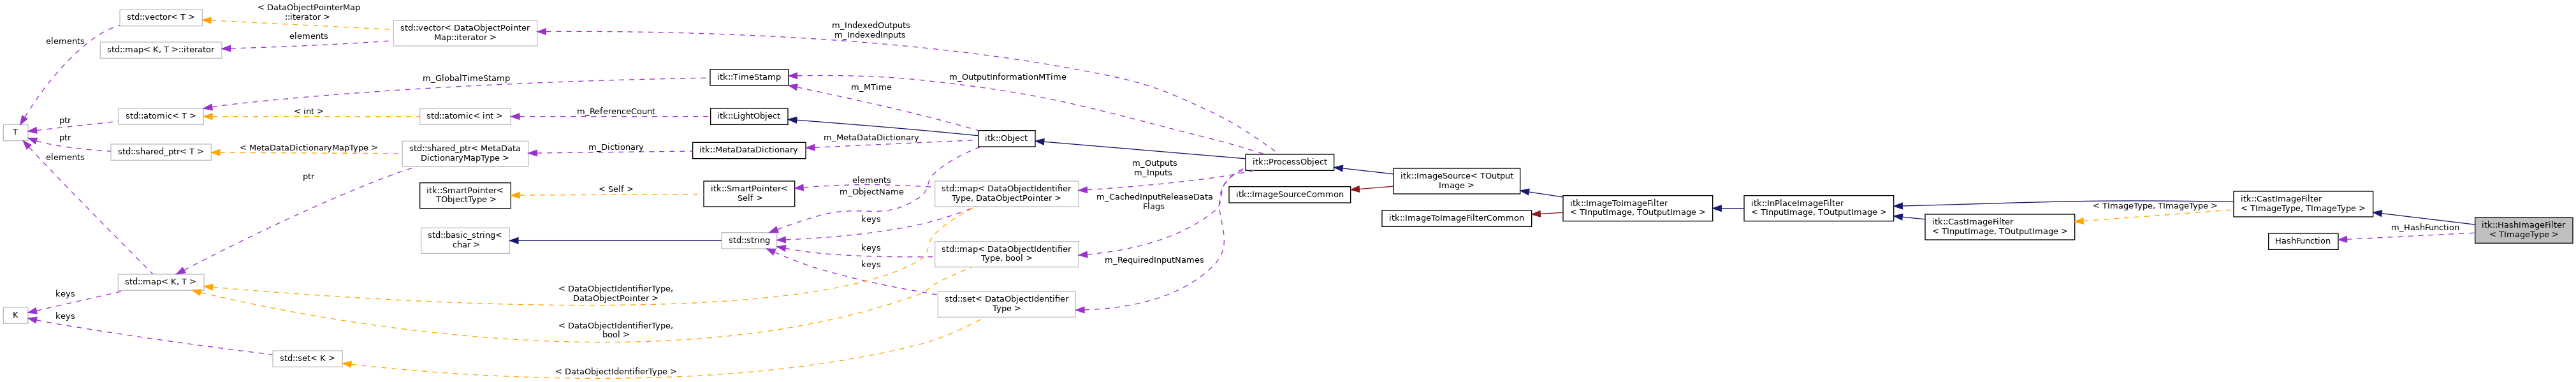 < DataObjectPointerMap
::iterator >
std::vector< T >
std::vector< DataObjectPointer
Map::iterator >
m_IndexedOutputs
m_IndexedInputs
elements
std::map< K, T >::iterator
elements
m_GlobalTimeStamp
itk::TimeStamp
m_OutputInformationMTime
m_MTime
std::atomic< T >
< int >
std::atomic< int >
m_ReferenceCount
itk::LightObject
T
ptr
ptr
elements
itk::Object
m_MetaDataDictionary
std::shared_ptr< T >
< MetaDataDictionaryMapType >
std::shared_ptr< MetaData
DictionaryMapType >
m_Dictionary
itk::MetaDataDictionary
itk::ProcessObject
m_Outputs
m_Inputs
ptr
itk::SmartPointer<
TObjectType >
< Self >
itk::SmartPointer<
Self >
elements
m_ObjectName
std::map< DataObjectIdentifier
Type, DataObjectPointer >
m_CachedInputReleaseData
Flags
itk::ImageSourceCommon
itk::ImageSource< TOutput
Image >
itk::ImageToImageFilterCommon
itk::ImageToImageFilter
< TInputImage, TOutputImage >
itk::InPlaceImageFilter
< TInputImage, TOutputImage >
< TImageType, TImageType >
itk::CastImageFilter
< TImageType, TImageType >
itk::CastImageFilter
< TInputImage, TOutputImage >
m_HashFunction
HashFunction
itk::HashImageFilter
< TImageType >
keys
std::basic_string<
char >
std::string
keys
keys
std::map< DataObjectIdentifier
Type, bool >
m_RequiredInputNames
std::map< K, T >
keys
< DataObjectIdentifierType,
DataObjectPointer >
std::set< DataObjectIdentifier
Type >
K
keys
< DataObjectIdentifierType,
bool >
std::set< K >
< DataObjectIdentifierType >